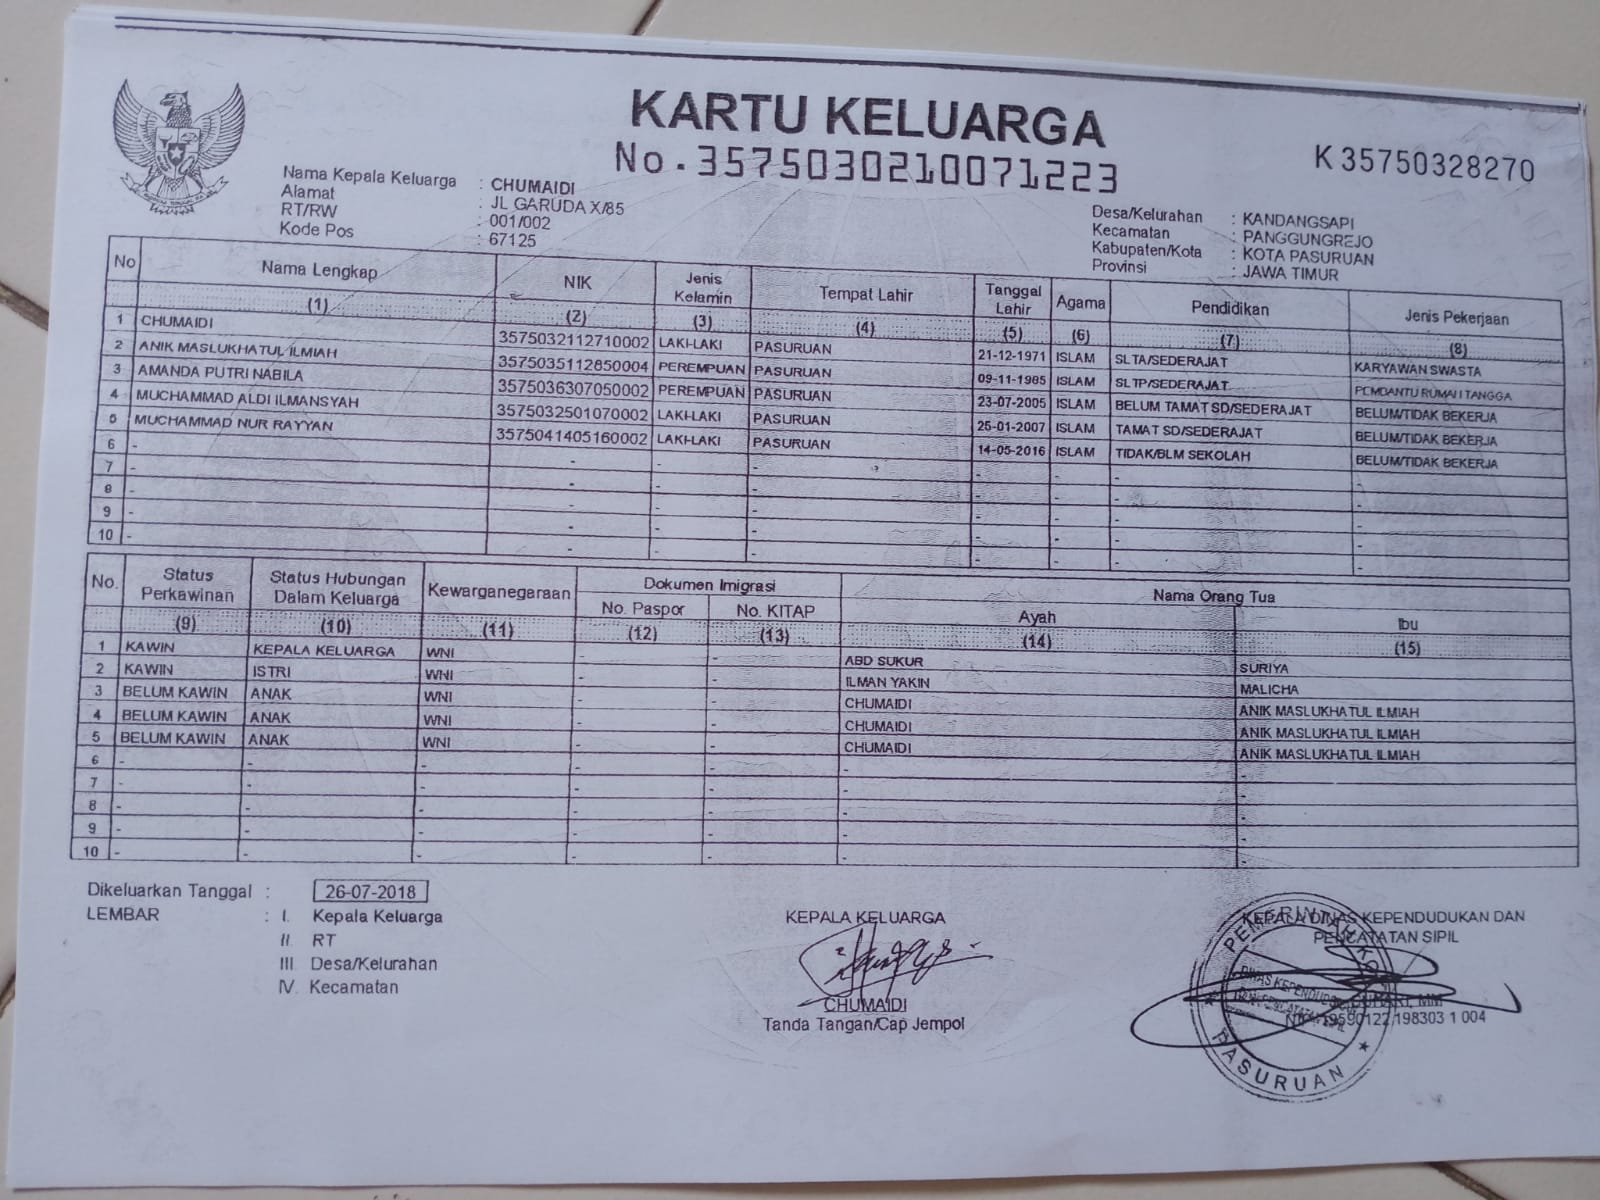 KARTU KELUARGA
No. 3575030210071223
K 35750328270
Nama Kepala Keluarga : CHUMAIDI
Alamat : JL GARUDA X/85
RT/RW : 001/002
Kode Pos : 67125
Desa/Kelurahan : KANDANGSAPI
Kecamatan : PANGGUNGREJO
Kabupaten/Kota : KOTA PASURUAN
Provinsi : JAWA TIMUR
No Nama Lengkap NIK Jenis Kelamin Tempat Lahir Tanggal Lahir Agama Pendidikan Jenis Pekerjaan
(1) (2) (3) (4) (5) (6) (7) (8)
1 CHUMAIDI 3575032112710002 LAKI-LAKI PASURUAN 21-12-1971 ISLAM SLTA/SEDERAJAT KARYAWAN SWASTA
2 ANIK MASLUKHATUL ILMIAH 3575035112850004 PEREMPUAN PASURUAN 09-11-1985 ISLAM SLTP/SEDERAJAT PEMBANTU RUMAH TANGGA
3 AMANDA PUTRI NABILA 3575036307050002 PEREMPUAN PASURUAN 23-07-2005 ISLAM BELUM TAMAT SD/SEDERAJAT BELUM/TIDAK BEKERJA
4 MUCHAMMAD ALDI ILMANSYAH 3575032501070002 LAKI-LAKI PASURUAN 25-01-2007 ISLAM TAMAT SD/SEDERAJAT BELUM/TIDAK BEKERJA
5 MUCHAMMAD NUR RAYYAN 3575041405160002 LAKI-LAKI PASURUAN 14-05-2016 ISLAM TIDAK/BLM SEKOLAH BELUM/TIDAK BEKERJA
6 - - - - - - - -
7 - - - - - - - -
8 - - - - - - - -
9 - - - - - - - -
10 - - - - - - - -
No. Status Perkawinan Status Hubungan Dalam Keluarga Kewarganegaraan Dokumen Imigrasi Nama Orang Tua
No. Paspor No. KITAP Ayah Ibu
(9) (10) (11) (12) (13) (14) (15)
1 KAWIN KEPALA KELUARGA WNI - - ABD SUKUR SURIYA
2 KAWIN ISTRI WNI - - ILMAN YAKIN MALICHA
3 BELUM KAWIN ANAK WNI - - CHUMAIDI ANIK MASLUKHATUL ILMIAH
4 BELUM KAWIN ANAK WNI - - CHUMAIDI ANIK MASLUKHATUL ILMIAH
5 BELUM KAWIN ANAK WNI - - CHUMAIDI ANIK MASLUKHATUL ILMIAH
6 - - - - - - -
7 - - - - - - -
8 - - - - - - -
9 - - - - - - -
10 - - - - - - -
Dikeluarkan Tanggal : 26-07-2018
LEMBAR : I. Kepala Keluarga
II. RT
III. Desa/Kelurahan
IV. Kecamatan
KEPALA KELUARGA
CHUMAIDI
Tanda Tangan/Cap Jempol
KEPALA DINAS KEPENDUDUKAN DAN
PENCATATAN SIPIL
MM
19590122 198303 1 004
PEMERINTAH
DINAS KEPENDUDUKAN
DAN PENCATATAN SIPIL
PASURUAN